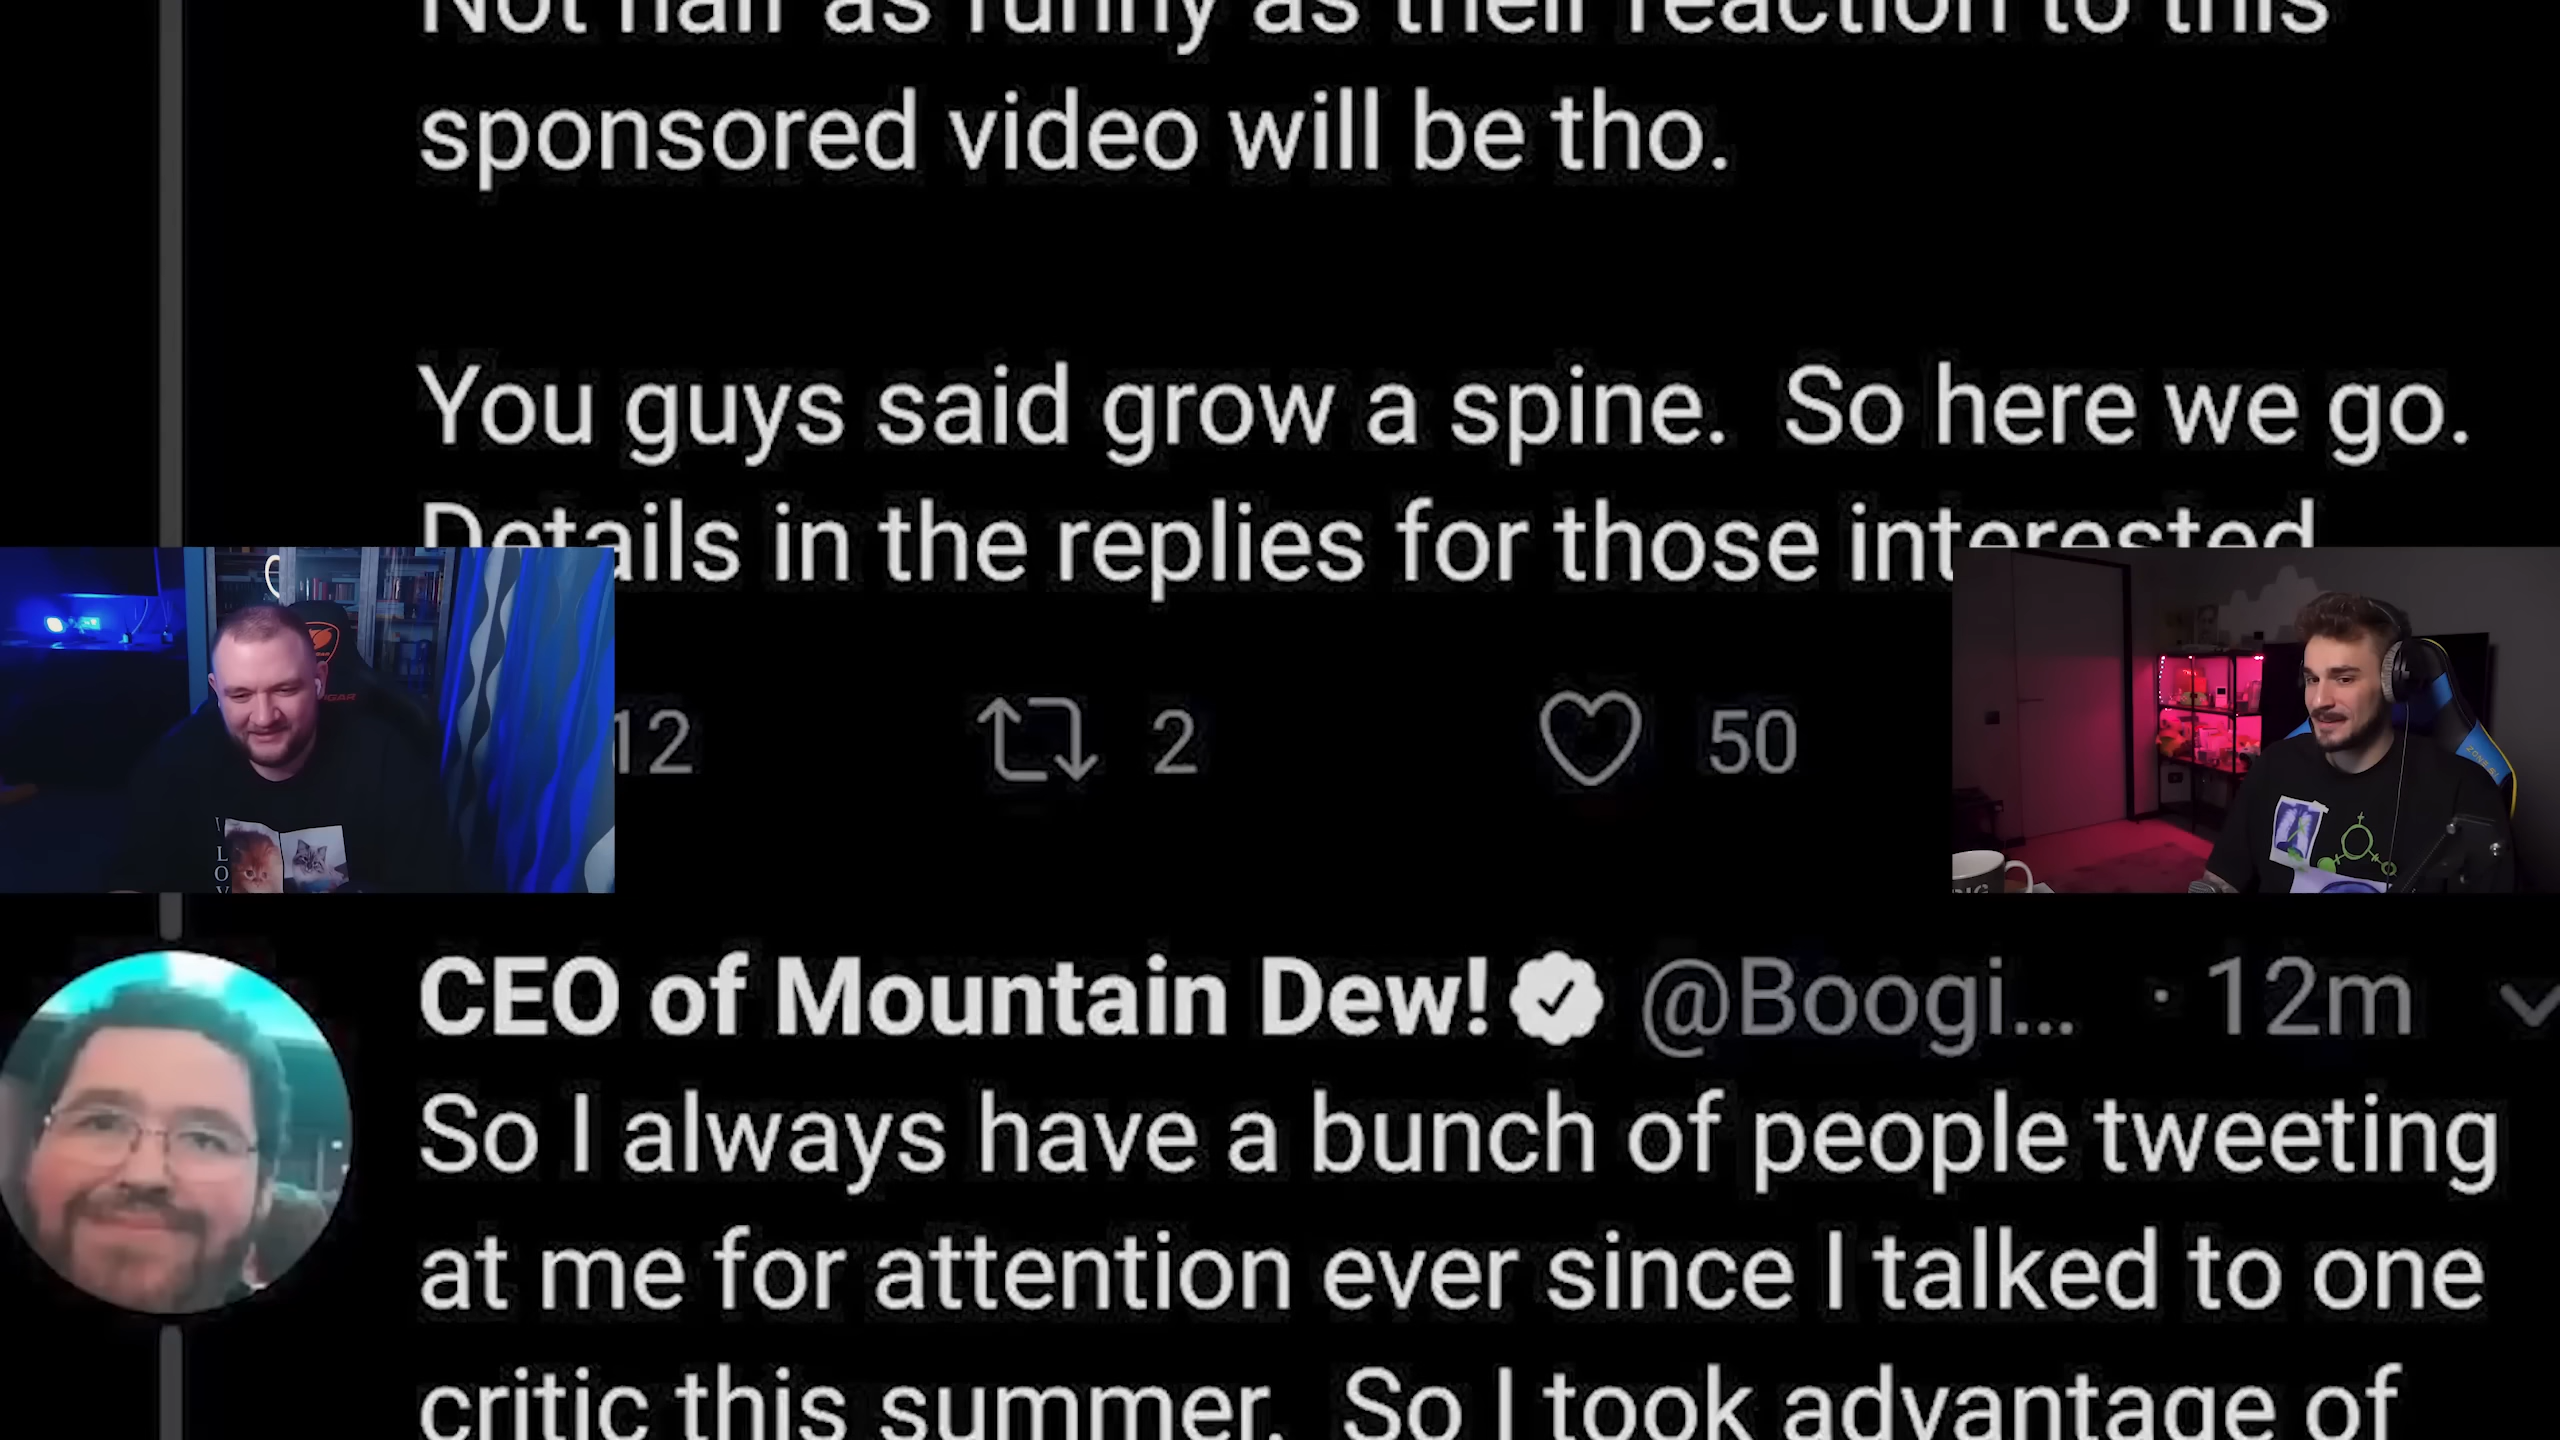 Not half as funny as their reaction to this
sponsored video will be tho.
You guys said grow a spine.  So here we go.
Details in the replies for those interested
12 2 50
CEO of Mountain Dew! @Boogi... · 12m
So I always have a bunch of people tweeting
at me for attention ever since I talked to one
critic this summer.  So I took advantage of